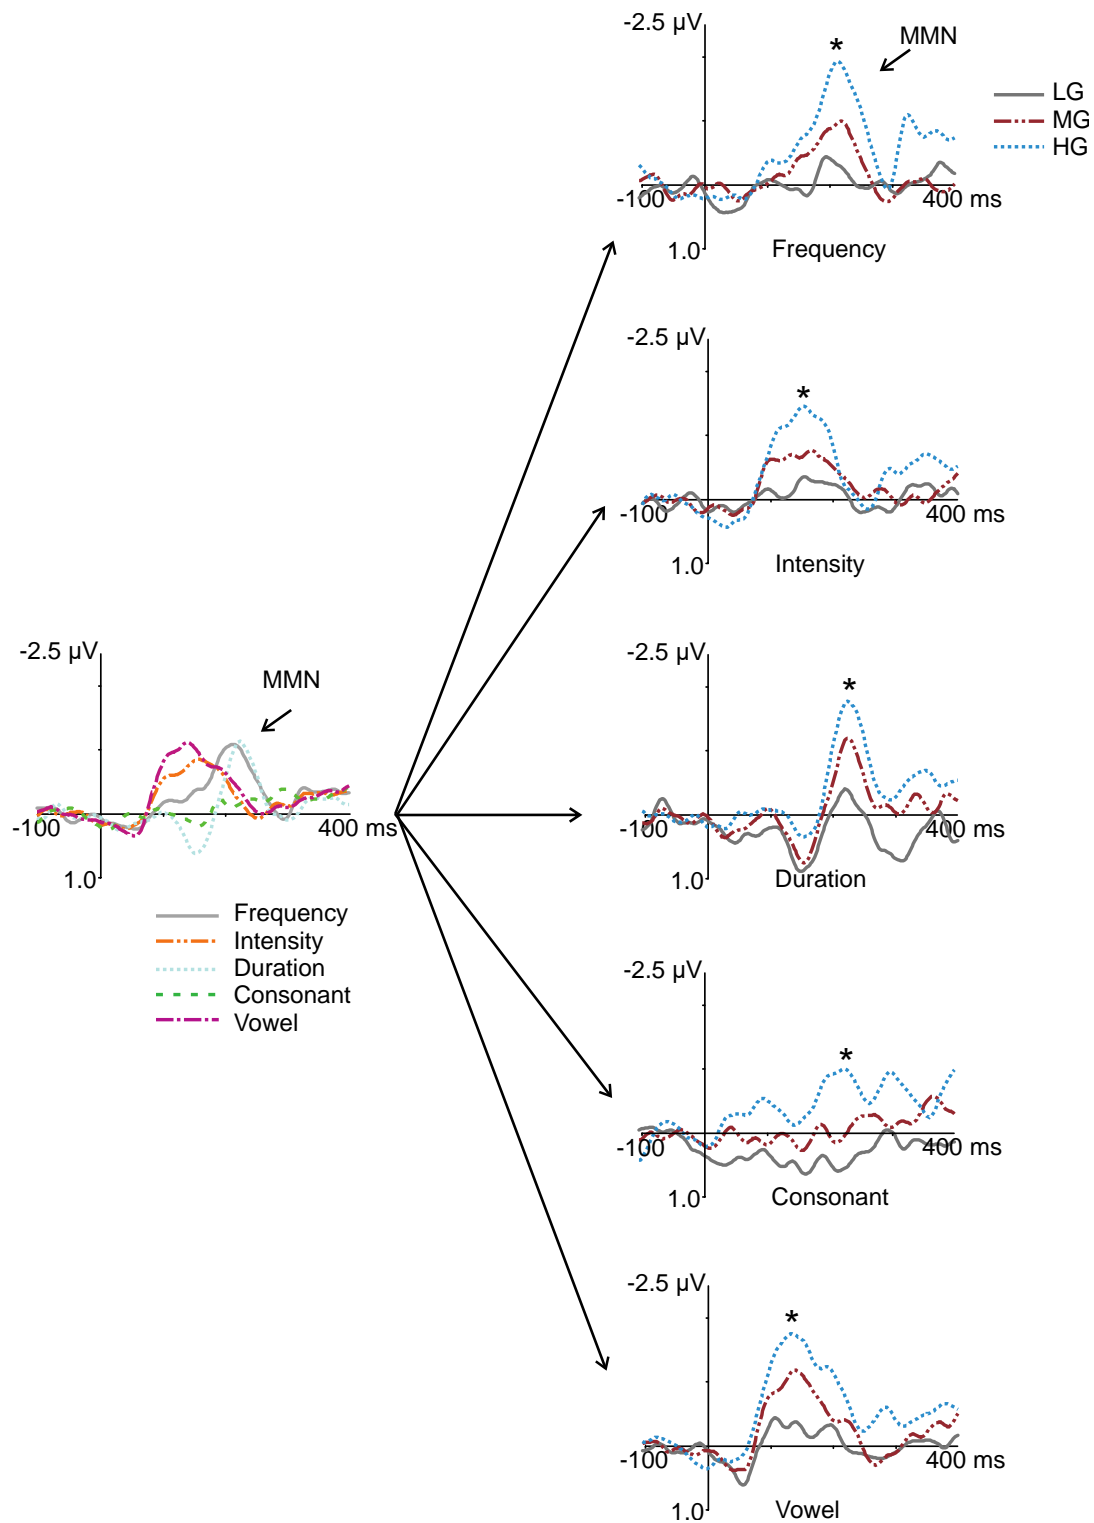 -2.5 µV
*
MMN
LG
MG
HG
-100
400 ms
1.0
Frequency
-2.5 µV
*
-100
400 ms
1.0
Intensity
-2.5 µV
*
-100
400 ms
1.0
Duration
-2.5 µV
MMN
-100
400 ms
1.0
Frequency
Intensity
Duration
Consonant
Vowel
-2.5 µV
*
-100
400 ms
1.0
Consonant
-2.5 µV
*
-100
400 ms
1.0
Vowel